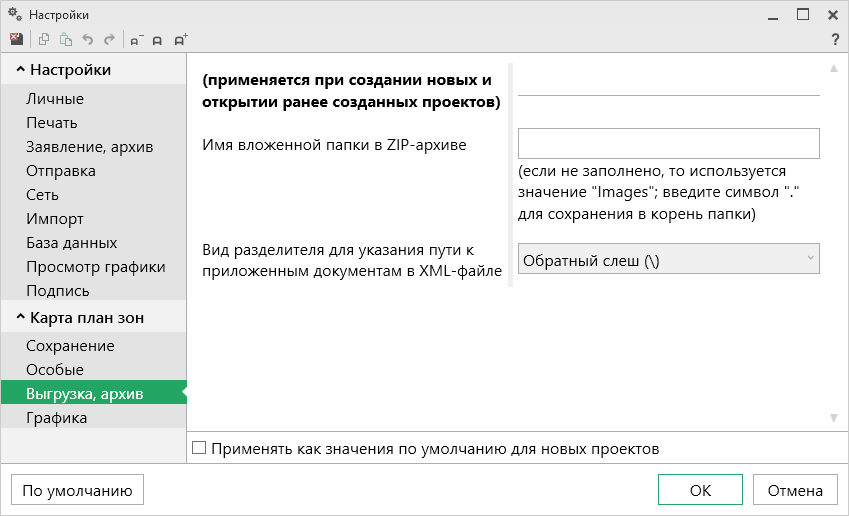 Настройки
А− А А+ ?
Настройки
Личные
Печать
Заявление, архив
Отправка
Сеть
Импорт
База данных
Просмотр графики
Подпись
Карта план зон
Сохранение
Особые
Выгрузка, архив
Графика
(применяется при создании новых и
открытии ранее созданных проектов)
Имя вложенной папки в ZIP-архиве
(если не заполнено, то используется
значение "Images"; введите символ "."
для сохранения в корень папки)
Вид разделителя для указания пути к
приложенным документам в XML-файле
Обратный слеш (\)
Применять как значения по умолчанию для новых проектов
По умолчанию
ОК
Отмена